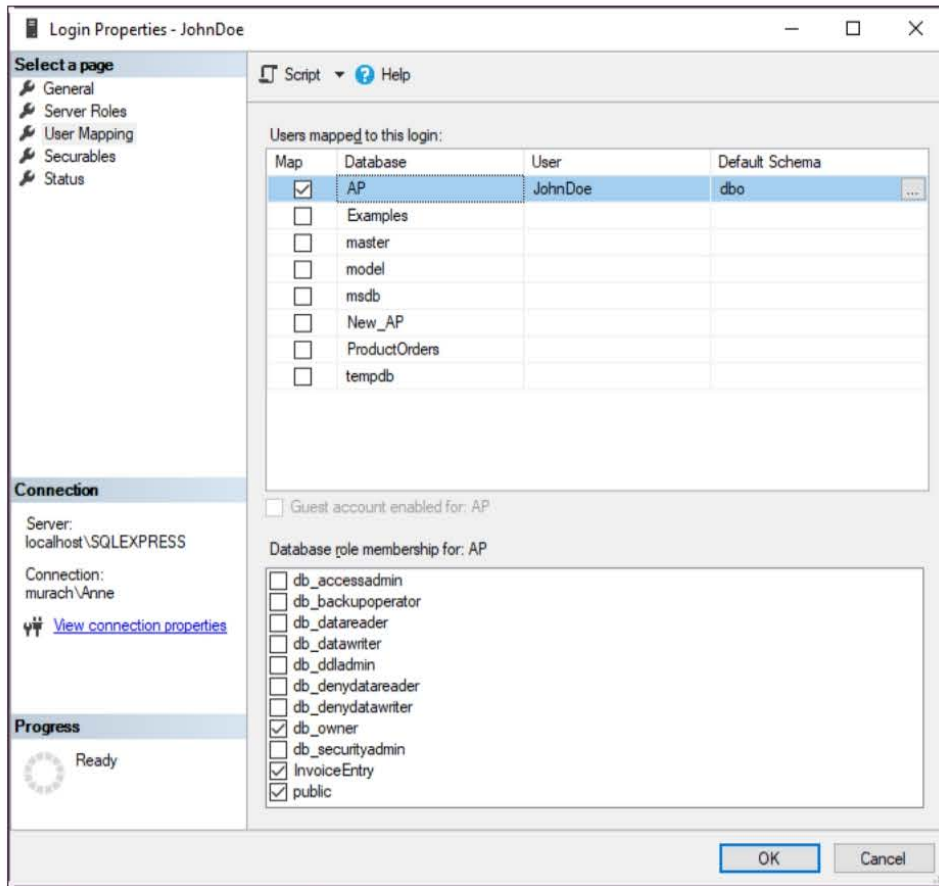 Login Properties - JohnDoe
Select a page
General
Server Roles
User Mapping
Securables
Status
Script Help
Users mapped to this login:
Map Database User Default Schema
AP JohnDoe dbo ...
Examples
master
model
msdb
New_AP
ProductOrders
tempdb
Guest account enabled for: AP
Database role membership for: AP
db_accessadmin
db_backupoperator
db_datareader
db_datawriter
db_ddladmin
db_denydatareader
db_denydatawriter
db_owner
db_securityadmin
InvoiceEntry
public
Connection
Server:
localhost\SQLEXPRESS
Connection:
murach\Anne
View connection properties
Progress
Ready
OK Cancel